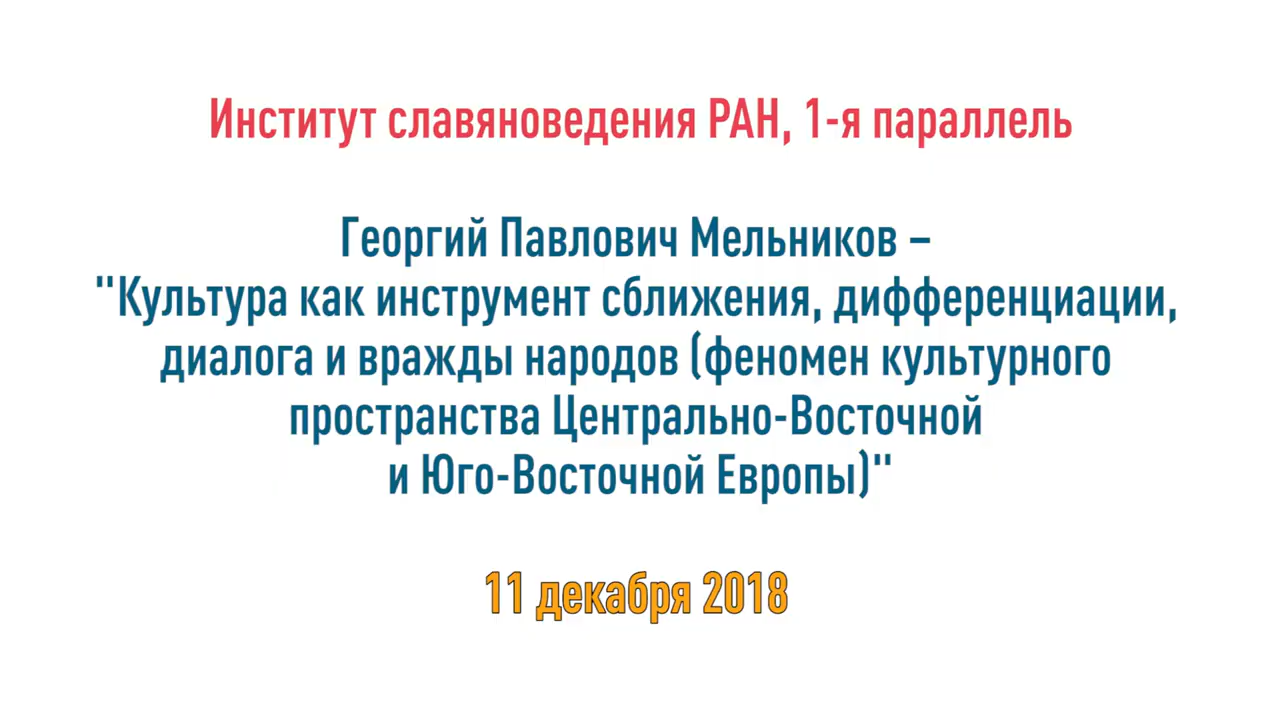 Институт славяноведения РАН, 1-я параллель
Георгий Павлович Мельников –
"Культура как инструмент сближения, дифференциации,
диалога и вражды народов (феномен культурного
пространства Центрально-Восточной
и Юго-Восточной Европы)"
11 декабря 2018